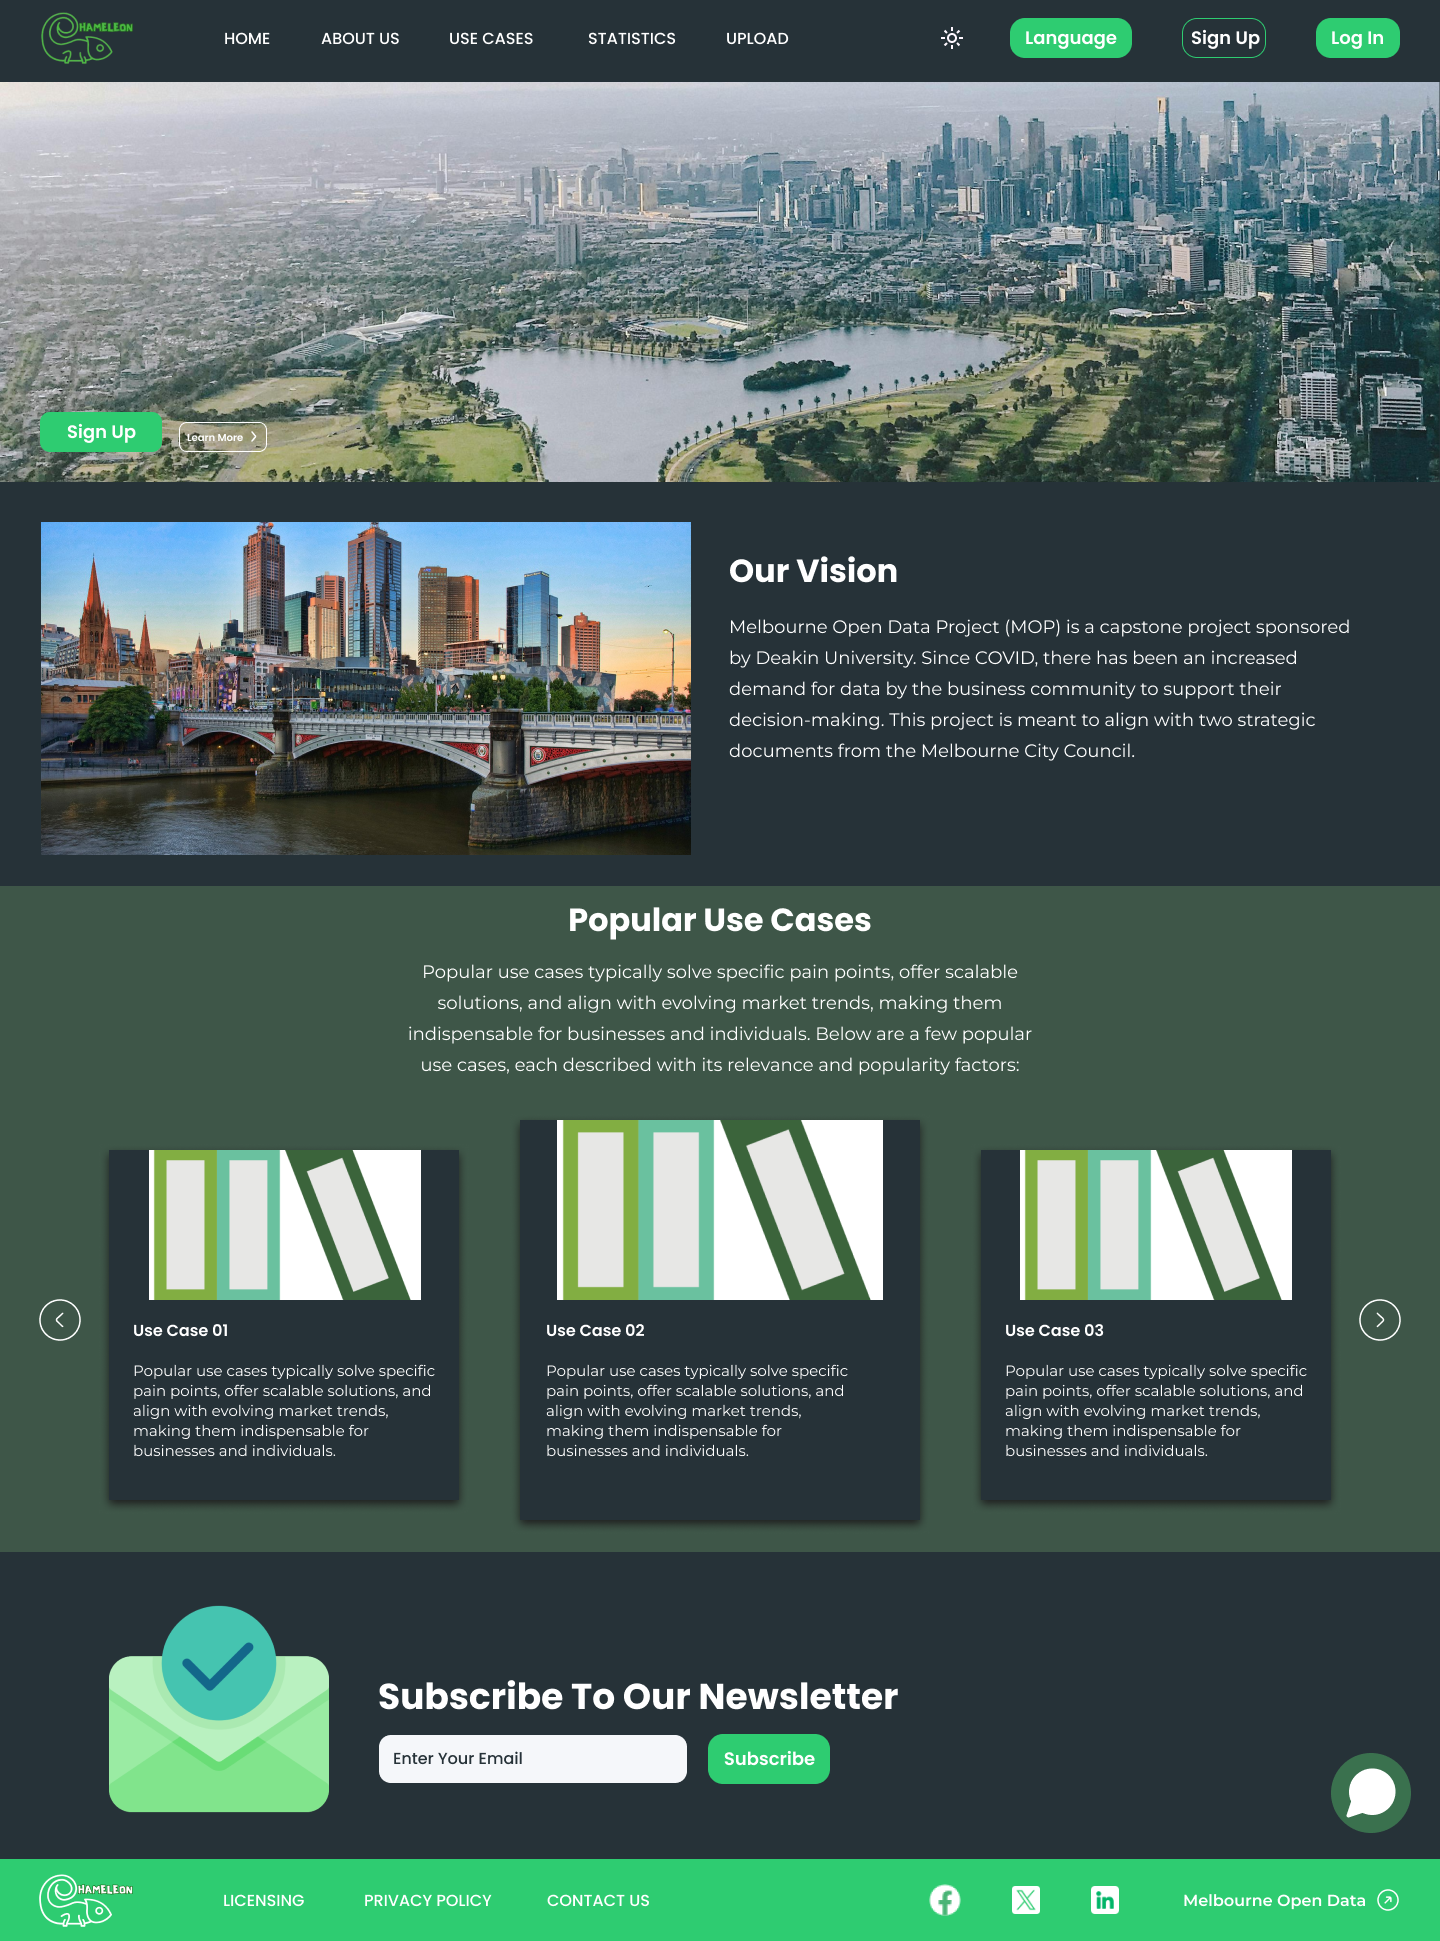 HAMELEON
HOME
ABOUT US
USE CASES
STATISTICS
UPLOAD
Language
Sign Up
Log In
Sign Up
Learn More
Our Vision
Melbourne Open Data Project (MOP) is a capstone project sponsored
by Deakin University. Since COVID, there has been an increased
demand for data by the business community to support their
decision-making. This project is meant to align with two strategic
documents from the Melbourne City Council.
Popular Use Cases
Popular use cases typically solve specific pain points, offer scalable
solutions, and align with evolving market trends, making them
indispensable for businesses and individuals. Below are a few popular
use cases, each described with its relevance and popularity factors:
Use Case 01
Popular use cases typically solve specific
pain points, offer scalable solutions, and
align with evolving market trends,
making them indispensable for
businesses and individuals.
Use Case 02
Popular use cases typically solve specific
pain points, offer scalable solutions, and
align with evolving market trends,
making them indispensable for
businesses and individuals.
Use Case 03
Popular use cases typically solve specific
pain points, offer scalable solutions, and
align with evolving market trends,
making them indispensable for
businesses and individuals.
Subscribe To Our Newsletter
Enter Your Email
Subscribe
HAMELEON
LICENSING
PRIVACY POLICY
CONTACT US
Melbourne Open Data